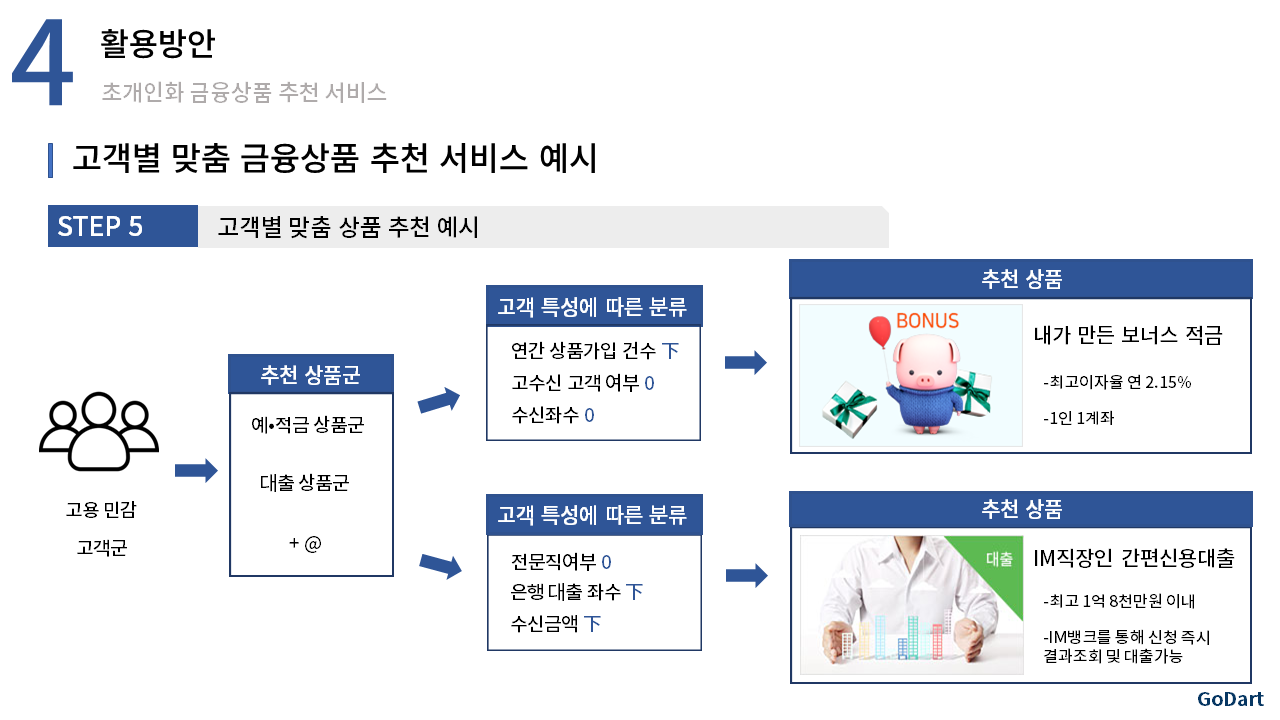 4
활용방안
초개인화 금융상품 추천 서비스
고객별 맞춤 금융상품 추천 서비스 예시
STEP 5
고객별 맞춤 상품 추천 예시
고용 민감
고객군
추천 상품군
예•적금 상품군
대출 상품군
+ @
고객 특성에 따른 분류
연간 상품가입 건수 下
고수신 고객 여부 0
수신좌수 0
추천 상품
BONUS
내가 만든 보너스 적금
-최고이자율 연 2.15%
-1인 1계좌
고객 특성에 따른 분류
전문직여부 0
은행 대출 좌수 下
수신금액 下
추천 상품
대출
IM직장인 간편신용대출
-최고 1억 8천만원 이내
-IM뱅크를 통해 신청 즉시
결과조회 및 대출가능
GoDart